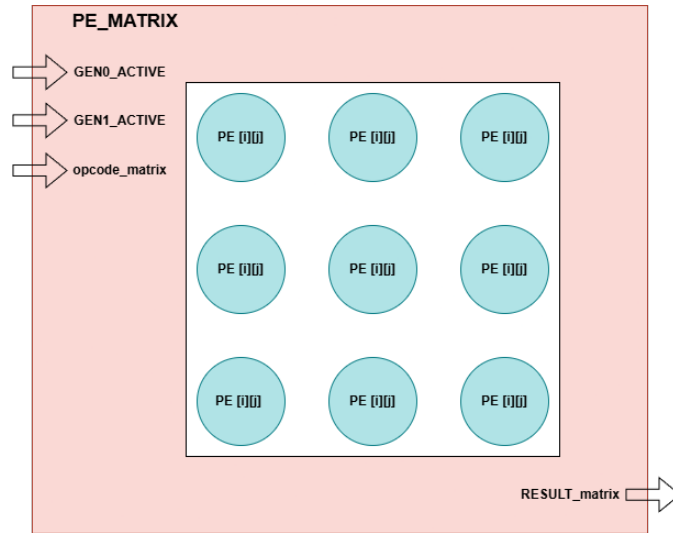 PE_MATRIX
GEN0_ACTIVE
GEN1_ACTIVE
opcode_matrix
PE [i][j] PE [i][j] PE [i][j]
PE [i][j] PE [i][j] PE [i][j]
PE [i][j] PE [i][j] PE [i][j]
RESULT_matrix